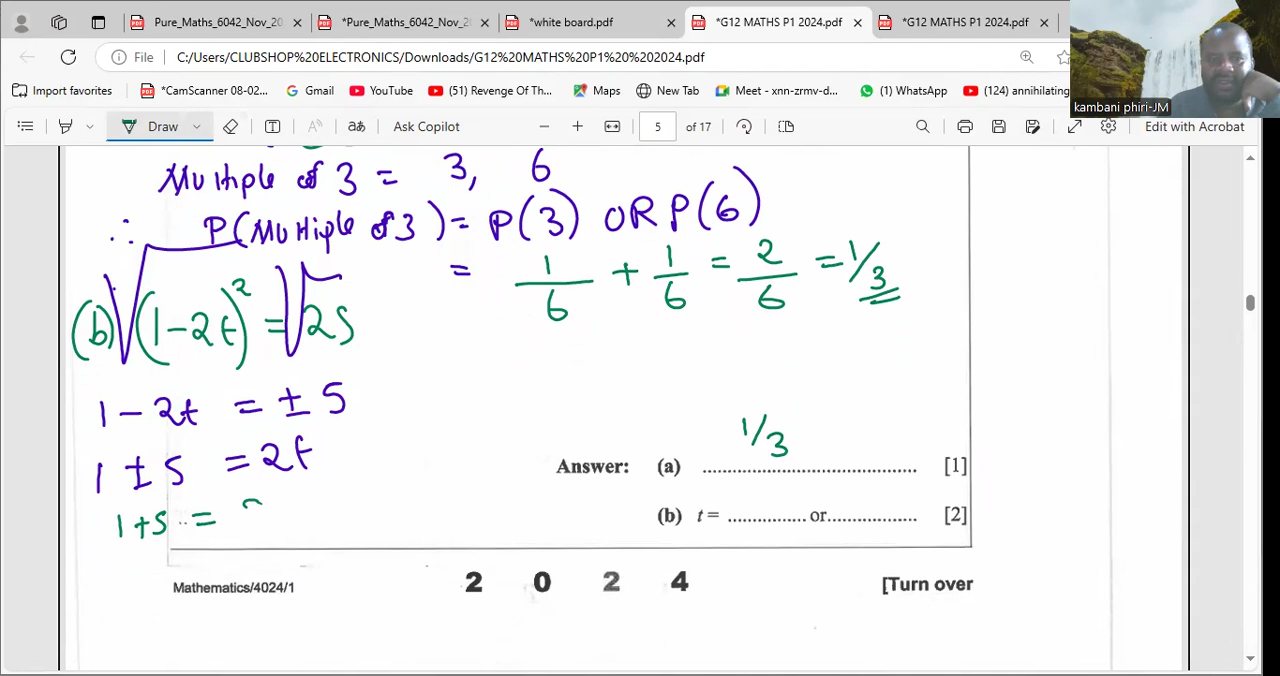 Pure_Maths_6042_Nov_20
*Pure_Maths_6042_Nov_2
*white board.pdf
*G12 MATHS P1 2024.pdf
*G12 MATHS P1 2024.pdf
File C:/Users/CLUBSHOP%20ELECTRONICS/Downloads/G12%20MATHS%20P1%20%202024.pdf
Import favorites *CamScanner 08-02... Gmail YouTube (51) Revenge Of Th... Maps New Tab Meet - xnn-zrmv-d... (1) WhatsApp (124) annihilating
kambani phiri-JM
Draw Ask Copilot 5 of 17 Edit with Acrobat
Multiple of 3 = 3, 6
∴ P(Multiple of 3) = P(3) OR P(6)
= 1/6 + 1/6 = 2/6 = 1/3
(b) √(1-2t)² = √25
1 - 2t = ± 5
1 ± 5 = 2t
1+5 =
1/3
Answer: (a) ................................................ [1]
(b) t = ................or.................... [2]
Mathematics/4024/1 2 0 2 4 [Turn over